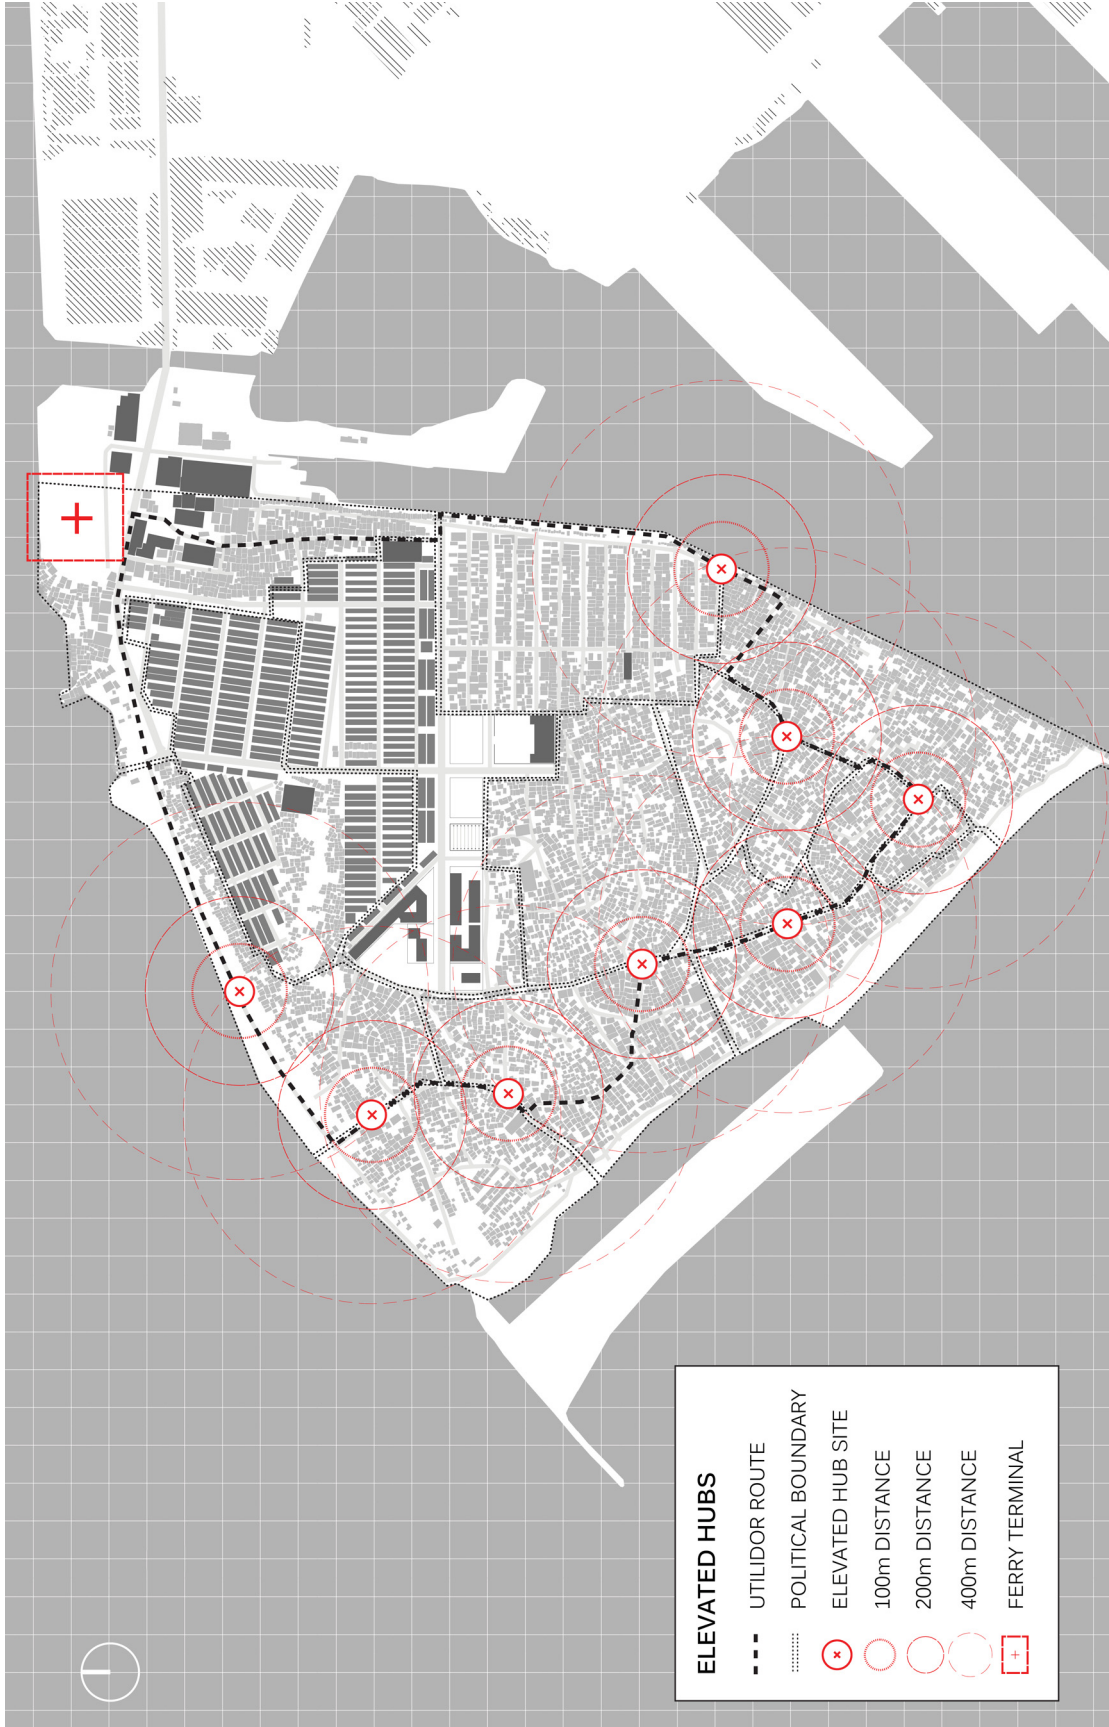 ELEVATED HUBS
UTILIDOR ROUTE
POLITICAL BOUNDARY
ELEVATED HUB SITE
100m DISTANCE
200m DISTANCE
400m DISTANCE
FERRY TERMINAL